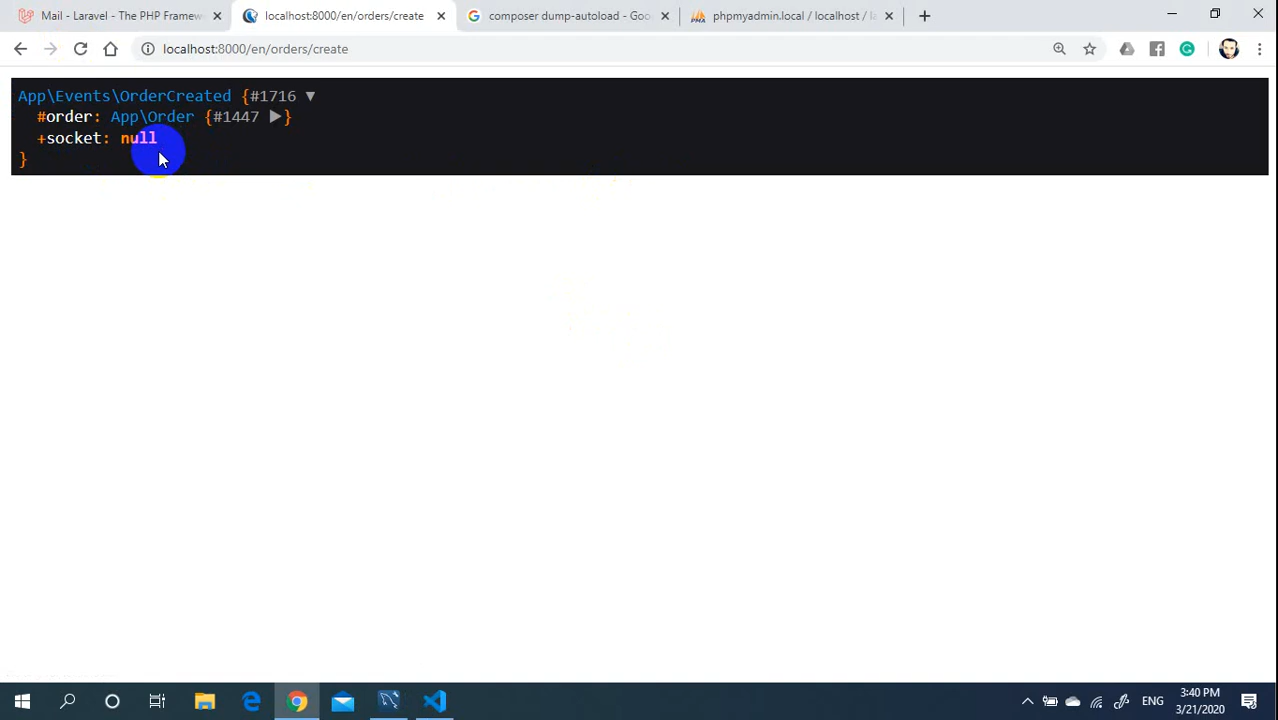 Mail - Laravel - The PHP Framew
localhost:8000/en/orders/create
composer dump-autoload - Goo
phpmyadmin.local / localhost / la
localhost:8000/en/orders/create
App\Events\OrderCreated {#1716 ▼
#order: App\Order {#1447 ▶}
+socket: null
}
ENG
3:40 PM
3/21/2020